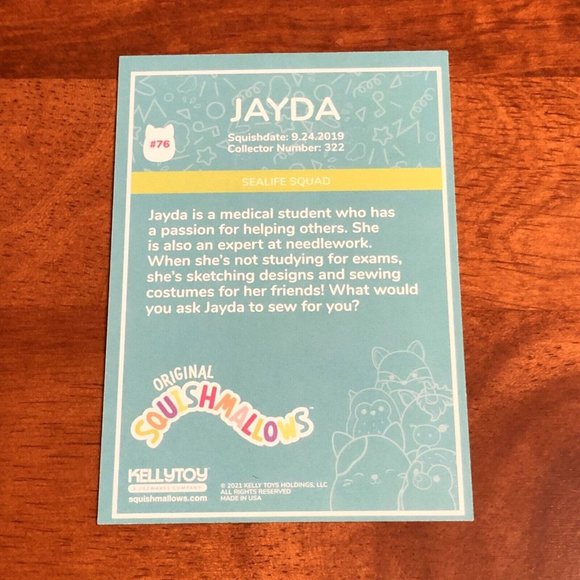 JAYDA
Squishdate: 9.24.2019
Collector Number: 322
#76
SEALIFE SQUAD
Jayda is a medical student who has
a passion for helping others. She
is also an expert at needlework.
When she's not studying for exams,
she's sketching designs and sewing
costumes for her friends! What would
you ask Jayda to sew for you?
ORIGINAL
SQUISHMALLOWS™
KELLYTOY
A JAZWARES COMPANY
squishmallows.com
© 2021 KELLY TOYS HOLDINGS, LLC
ALL RIGHTS RESERVED
MADE IN USA